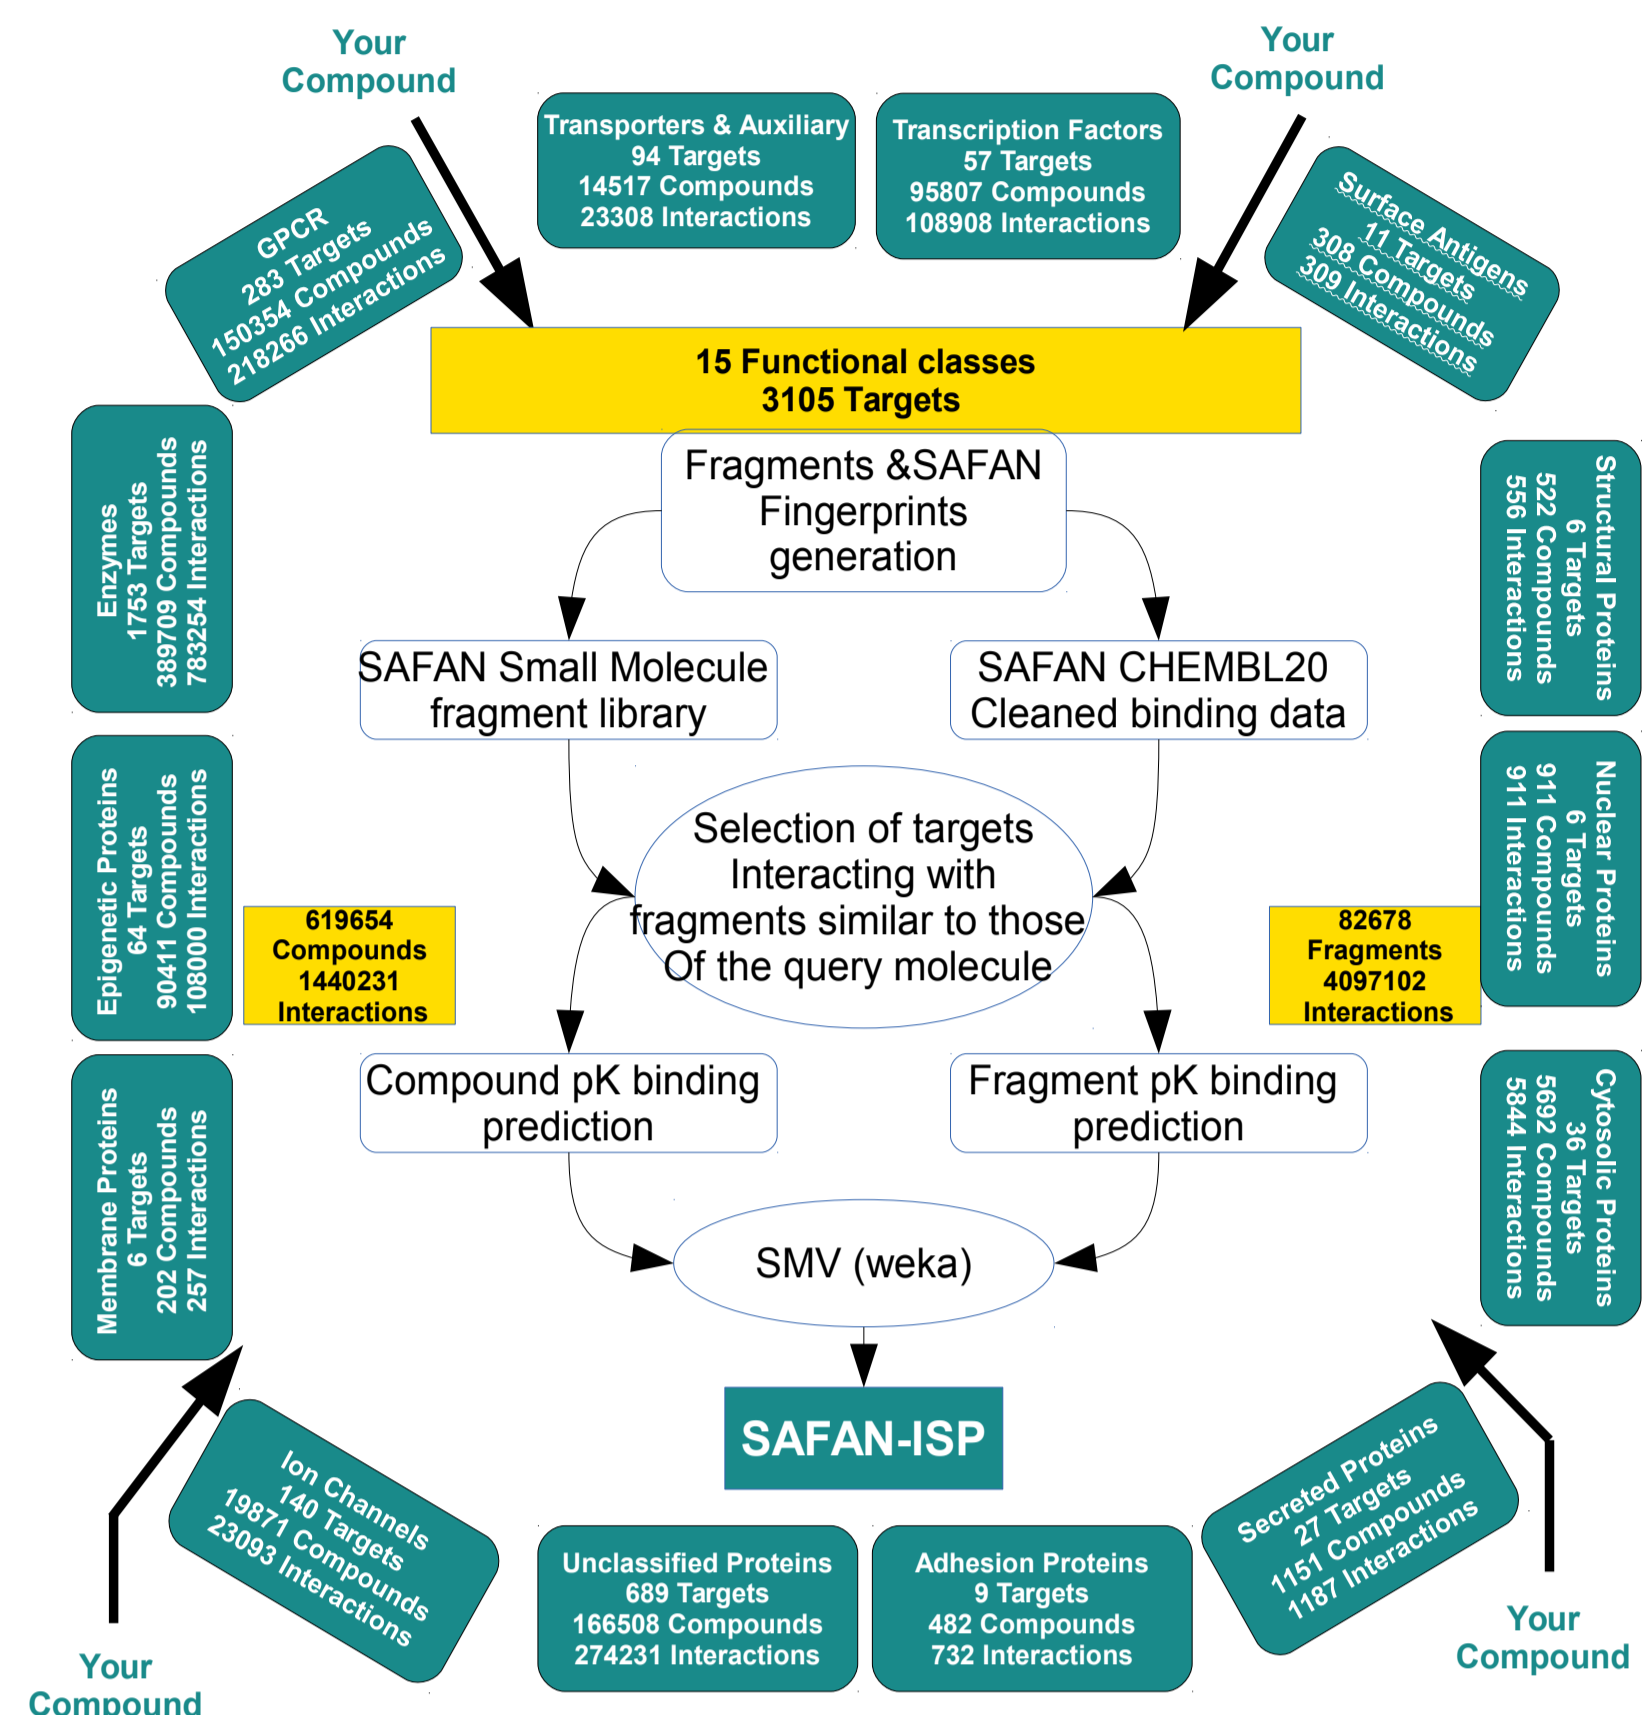 Your
Compound
Your
Compound
Transporters & Auxiliary
94 Targets
14517 Compounds
23308 Interactions
Transcription Factors
57 Targets
95807 Compounds
108908 Interactions
GPCR
283 Targets
150354 Compounds
218266 Interactions
Surface Antigens
11 Targets
308 Compounds
309 Interactions
15 Functional classes
3105 Targets
Enzymes
1753 Targets
389709 Compounds
783254 Interactions
Fragments &SAFAN
Fingerprints
generation
Structural Proteins
6 Targets
522 Compounds
556 Interactions
SAFAN Small Molecule
fragment library
SAFAN CHEMBL20
Cleaned binding data
Epigenetic Proteins
64 Targets
90411 Compounds
108000 Interactions
619654
Compounds
1440231
Interactions
Selection of targets
Interacting with
fragments similar to those
Of the query molecule
82678
Fragments
4097102
Interactions
Nuclear Proteins
6 Targets
911 Compounds
911 Interactions
Membrane Proteins
6 Targets
202 Compounds
257 Interactions
Compound pK binding
prediction
Fragment pK binding
prediction
Cytosolic Proteins
36 Targets
5692 Compounds
5844 Interactions
SMV (weka)
SAFAN-ISP
Ion Channels
140 Targets
19871 Compounds
23093 Interactions
Unclassified Proteins
689 Targets
166508 Compounds
274231 Interactions
Adhesion Proteins
9 Targets
482 Compounds
732 Interactions
Secreted Proteins
27 Targets
1151 Compounds
1187 Interactions
Your
Compound
Your
Compound